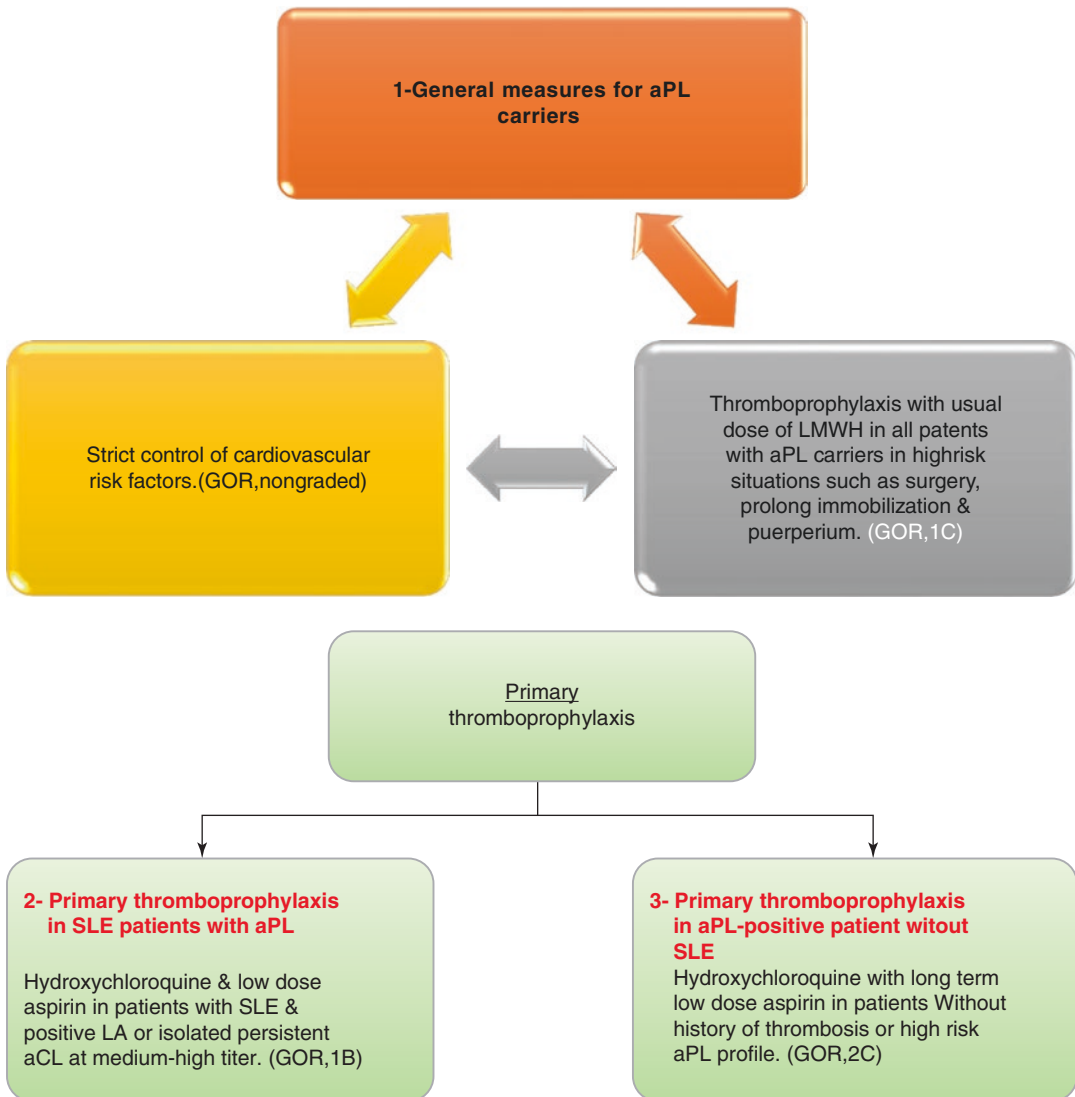 1-General measures for aPL
carriers
Strict control of cardiovascular
risk factors.(GOR,nongraded)
Thromboprophylaxis with usual
dose of LMWH in all patents
with aPL carriers in highrisk
situations such as surgery,
prolong immobilization &
puerperium. (GOR,1C)
Primary
thromboprophylaxis
2- Primary thromboprophylaxis
in SLE patients with aPL
Hydroxychloroquine & low dose
aspirin in patients with SLE &
positive LA or isolated persistent
aCL at medium-high titer. (GOR,1B)
3- Primary thromboprophylaxis
in aPL-positive patient witout
SLE
Hydroxychloroquine with long term
low dose aspirin in patients Without
history of thrombosis or high risk
aPL profile. (GOR,2C)